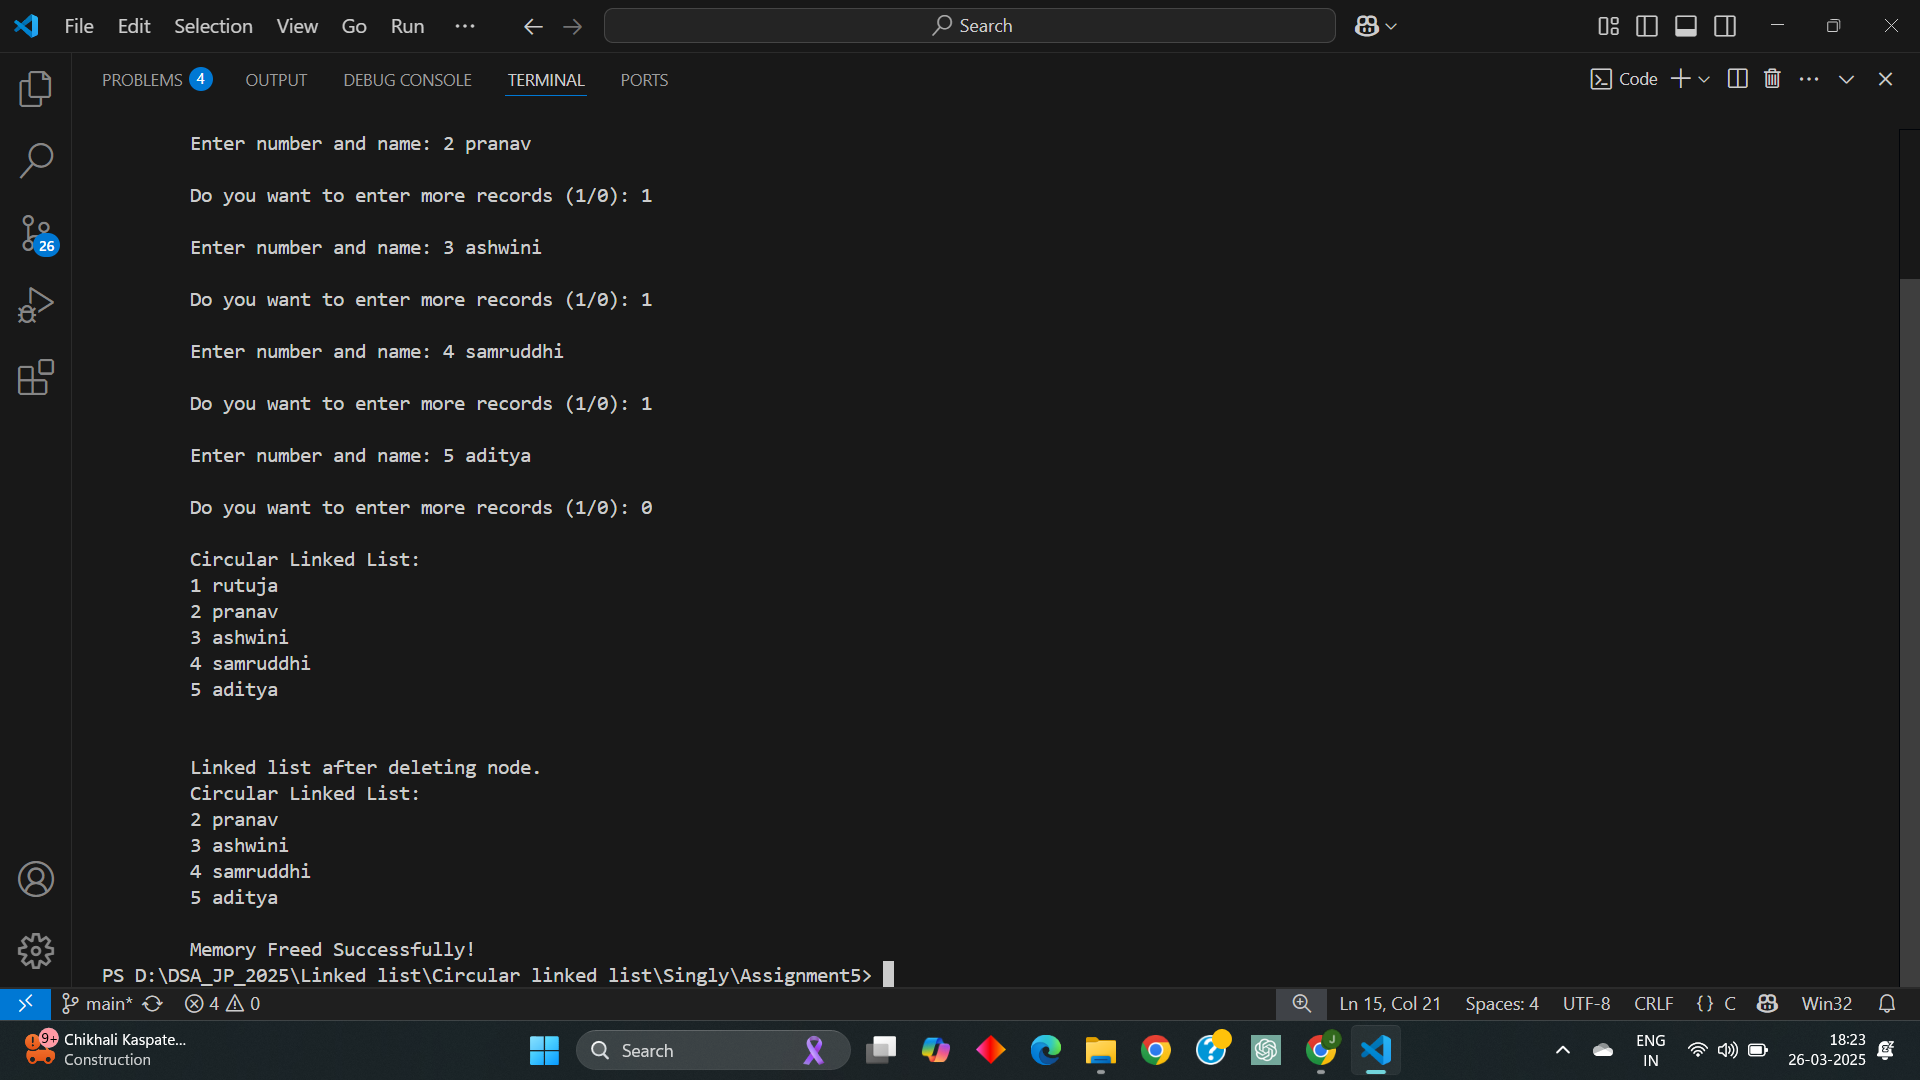 File Edit Selection View Go Run ... Search
PROBLEMS 4 OUTPUT DEBUG CONSOLE TERMINAL PORTS Code
Enter number and name: 2 pranav
Do you want to enter more records (1/0): 1
Enter number and name: 3 ashwini
Do you want to enter more records (1/0): 1
Enter number and name: 4 samruddhi
Do you want to enter more records (1/0): 1
Enter number and name: 5 aditya
Do you want to enter more records (1/0): 0
Circular Linked List:
1 rutuja
2 pranav
3 ashwini
4 samruddhi
5 aditya
Linked list after deleting node.
Circular Linked List:
2 pranav
3 ashwini
4 samruddhi
5 aditya
Memory Freed Successfully!
PS D:\DSA_JP_2025\Linked list\Circular linked list\Singly\Assignment5>
26
main* 4 0 Ln 15, Col 21 Spaces: 4 UTF-8 CRLF {} C Win32
9+ Chikhali Kaspate...
Construction
Search
J
ENG
IN
18:23
26-03-2025